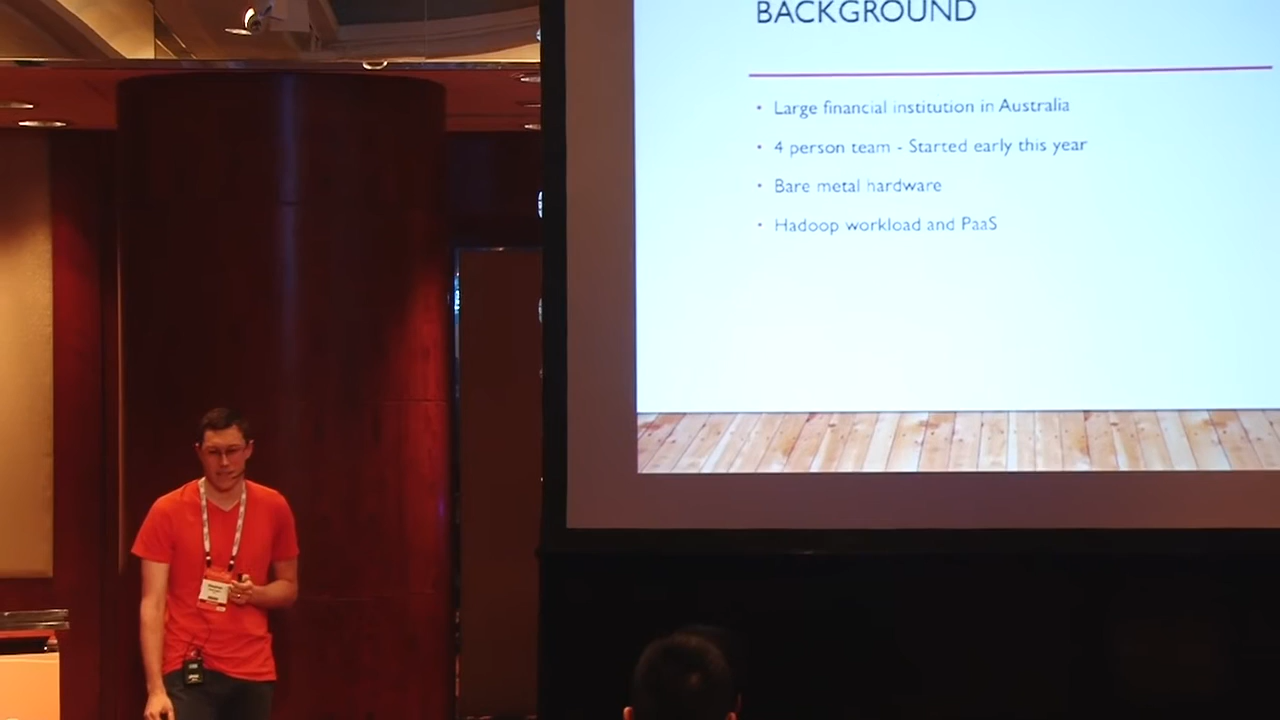 BACKGROUND
• Large financial institution in Australia
• 4 person team - Started early this year
• Bare metal hardware
• Hadoop workload and PaaS